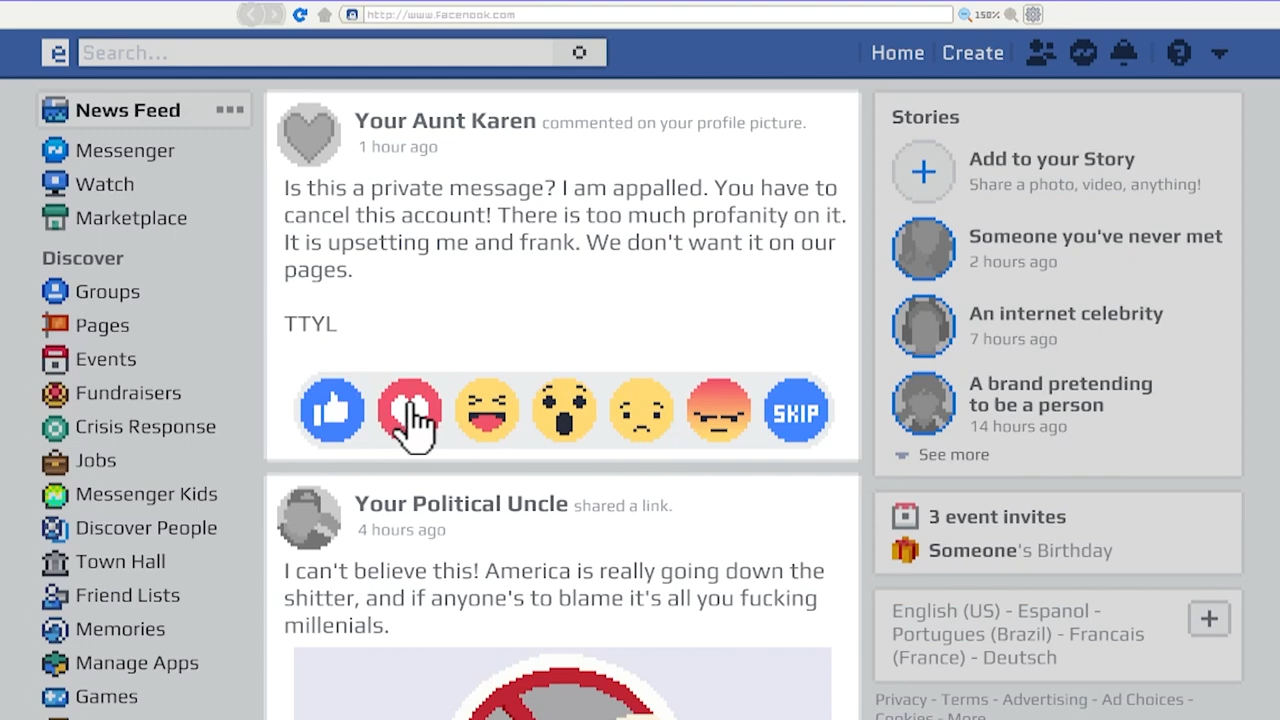 http://www.facenook.com
150%
e
Search...
Home
Create
News Feed
Messenger
Watch
Marketplace
Discover
Groups
Pages
Events
Fundraisers
Crisis Response
Jobs
Messenger Kids
Discover People
Town Hall
Friend Lists
Memories
Manage Apps
Games
Your Aunt Karen commented on your profile picture.
1 hour ago
Is this a private message? I am appalled. You have to
cancel this account! There is too much profanity on it.
It is upsetting me and frank. We don't want it on our
pages.
TTYL
SKIP
Your Political Uncle shared a link.
4 hours ago
I can't believe this! America is really going down the
shitter, and if anyone's to blame it's all you fucking
millenials.
Stories
Add to your Story
Share a photo, video, anything!
Someone you've never met
2 hours ago
An internet celebrity
7 hours ago
A brand pretending
to be a person
14 hours ago
See more
3 event invites
Someone's Birthday
English (US) - Espanol -
Portugues (Brazil) - Francais
(France) - Deutsch
Privacy - Terms - Advertising - Ad Choices -
Cookies - More